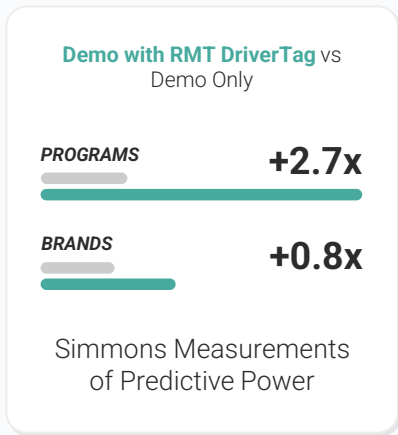 Demo with RMT DriverTag vs
Demo Only
PROGRAMS
+2.7x
BRANDS
+0.8x
Simmons Measurements
of Predictive Power